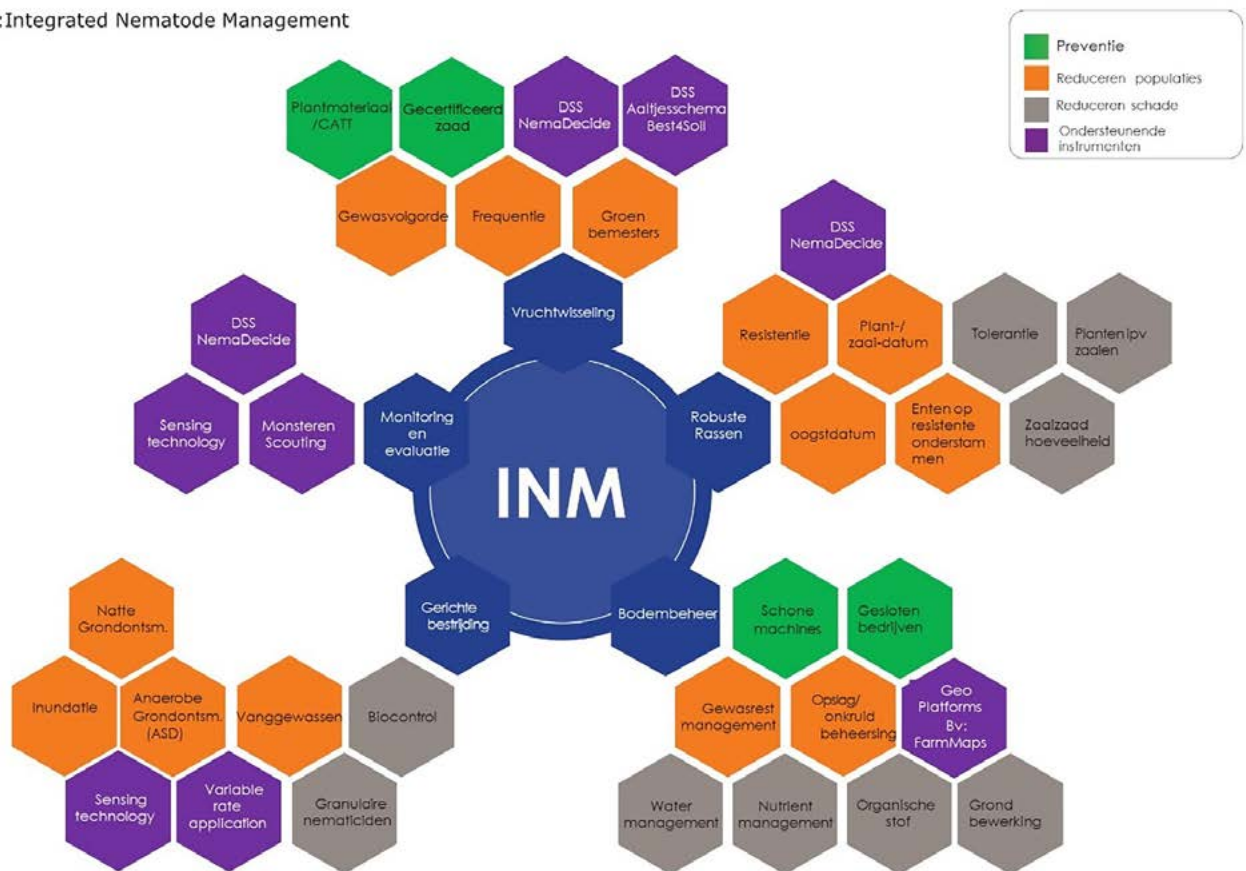 :Integrated Nematode Management
Preventie
Reduceren populaties
Reduceren schade
Ondersteunende
instrumenten
Plantmateriaal
/CATT
Gecertificeerd
zaad
DSS
NemaDecide
DSS
Aaltjesschema
Best4Soil
Gewasvolgorde
Frequentie
Groen
bemesters
Vruchtwisseling
DSS
NemaDecide
Resistentie
Plant-/
zaai-datum
Tolerantie
Planten ipv
zaaien
Robuste
Rassen
oogstdatum
Enten op
resistente
onderstam
men
Zaaizaad
hoeveelheid
DSS
NemaDecide
Sensing
technology
Monsteren
Scouting
Monitoring
en
evaluatie
INM
Gerichte
bestrijding
Bodembeheer
Schone
machines
Gesloten
bedrijven
Natte
Grondontsm.
Inundatie
Anaerobe
Grondontsm.
(ASD)
Vanggewassen
Biocontrol
Sensing
technology
Variable
rate
application
Granulaire
nematiciden
Gewasrest
management
Opslag/
onkruid
beheersing
Geo
Platforms
Bv:
FarmMaps
Water
management
Nutrient
management
Organische
stof
Grond
bewerking